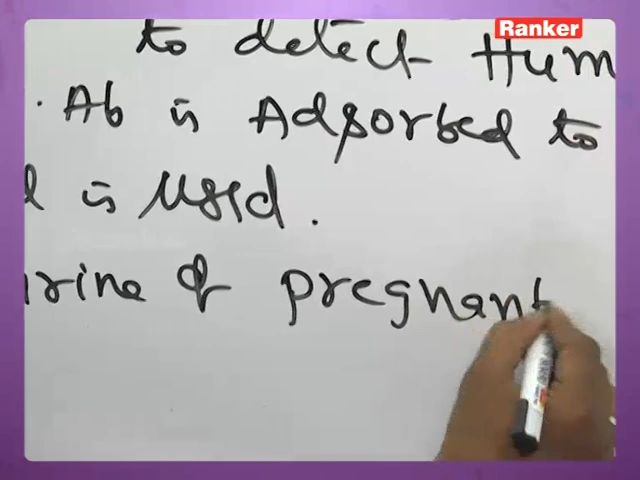 Ranker
to detect Hum
. Ab is Adsorbed to
d is Used.
urine of pregnant